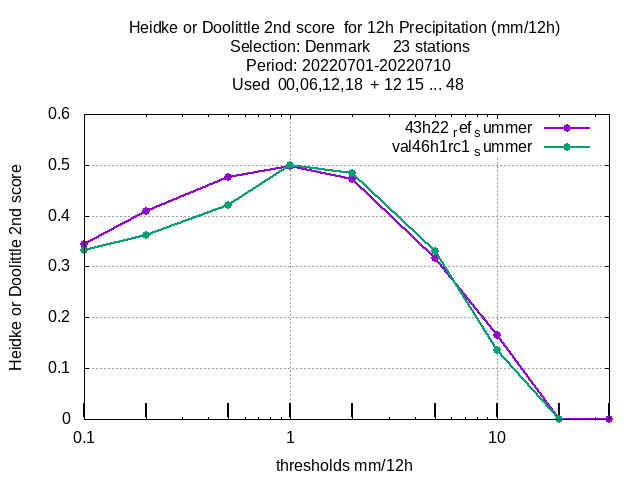 Heidke or Doolittle 2nd score  for 12h Precipitation (mm/12h)
Selection: Denmark     23 stations
Period: 20220701-20220710
Used  00,06,12,18  + 12 15 ... 48
43h22 ref summer
val46h1rc1 summer
Heidke or Doolittle 2nd score
0.6
0.5
0.4
0.3
0.2
0.1
0
0.1 1 10
thresholds mm/12h